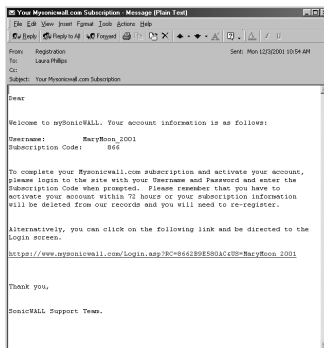 Your Mysonicwall.com Subscription - Message (Plain Text)
File Edit View Insert Format Tools Actions Help
Reply Reply to All Forward
From: Registration Sent: Mon 12/3/2001 10:54 AM
To: Laura Phillips
Cc:
Subject: Your Mysonicwall.com Subscription
Dear
Welcome to mySonicWALL. Your account information is as follows:
Username: MaryMoon_2001
Subscription Code: 866
To complete your Mysonicwall.com subscription and activate your account,
please login to the site with your Username and Password and enter the
Subscription Code when prompted. Please remember that you have to
activate your account within 72 hours or your subscription information
will be deleted from our records and you will need to re-register.
Alternatively, you can click on the following link and be directed to the
Login screen.
https://www.mysonicwall.com/Login.asp?RC=8662E9E580AC&US=MaryMoon_2001
Thank you,
SonicWALL Support Team.